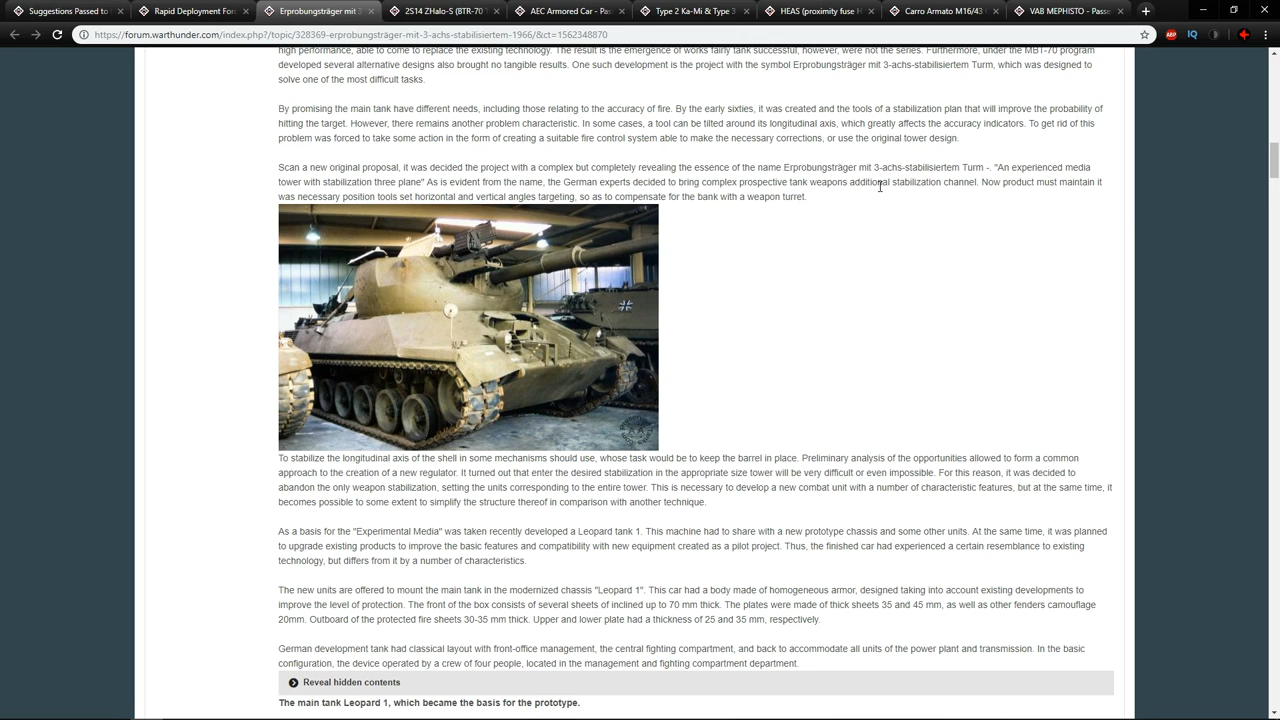 Suggestions Passed to
Rapid Deployment For
Erprobungsträger mit 3
2S14 ZHalo-S (BTR-70
AEC Armored Car - Pas
Type 2 Ka-Mi & Type 3
HEAS (proximity fuse H
Carro Armato M16/43
VAB MEPHISTO - Passe
https://forum.warthunder.com/index.php?/topic/328369-erprobungsträger-mit-3-achs-stabilisiertem-1966/&ct=1562348870
ABP
IQ
high performance, able to come to replace the existing technology. The result is the emergence of works fairly tank successful, however, were not the series. Furthermore, under the MBT-70 program
developed several alternative designs also brought no tangible results. One such development is the project with the symbol Erprobungsträger mit 3-achs-stabilisiertem Turm, which was designed to
solve one of the most difficult tasks.
By promising the main tank have different needs, including those relating to the accuracy of fire. By the early sixties, it was created and the tools of a stabilization plan that will improve the probability of
hitting the target. However, there remains another problem characteristic. In some cases, a tool can be tilted around its longitudinal axis, which greatly affects the accuracy indicators. To get rid of this
problem was forced to take some action in the form of creating a suitable fire control system able to make the necessary corrections, or use the original tower design.
Scan a new original proposal, it was decided the project with a complex but completely revealing the essence of the name Erprobungsträger mit 3-achs-stabilisiertem Turm -. "An experienced media
tower with stabilization three plane" As is evident from the name, the German experts decided to bring complex prospective tank weapons additional stabilization channel. Now product must maintain it
was necessary position tools set horizontal and vertical angles targeting, so as to compensate for the bank with a weapon turret.
To stabilize the longitudinal axis of the shell in some mechanisms should use, whose task would be to keep the barrel in place. Preliminary analysis of the opportunities allowed to form a common
approach to the creation of a new regulator. It turned out that enter the desired stabilization in the appropriate size tower will be very difficult or even impossible. For this reason, it was decided to
abandon the only weapon stabilization, setting the units corresponding to the entire tower. This is necessary to develop a new combat unit with a number of characteristic features, but at the same time, it
becomes possible to some extent to simplify the structure thereof in comparison with another technique.
As a basis for the "Experimental Media" was taken recently developed a Leopard tank 1. This machine had to share with a new prototype chassis and some other units. At the same time, it was planned
to upgrade existing products to improve the basic features and compatibility with new equipment created as a pilot project. Thus, the finished car had experienced a certain resemblance to existing
technology, but differs from it by a number of characteristics.
The new units are offered to mount the main tank in the modernized chassis "Leopard 1". This car had a body made of homogeneous armor, designed taking into account existing developments to
improve the level of protection. The front of the box consists of several sheets of inclined up to 70 mm thick. The plates were made of thick sheets 35 and 45 mm, as well as other fenders camouflage
20mm. Outboard of the protected fire sheets 30-35 mm thick. Upper and lower plate had a thickness of 25 and 35 mm, respectively.
German development tank had classical layout with front-office management, the central fighting compartment, and back to accommodate all units of the power plant and transmission. In the basic
configuration, the device operated by a crew of four people, located in the management and fighting compartment department.
Reveal hidden contents
The main tank Leopard 1, which became the basis for the prototype.